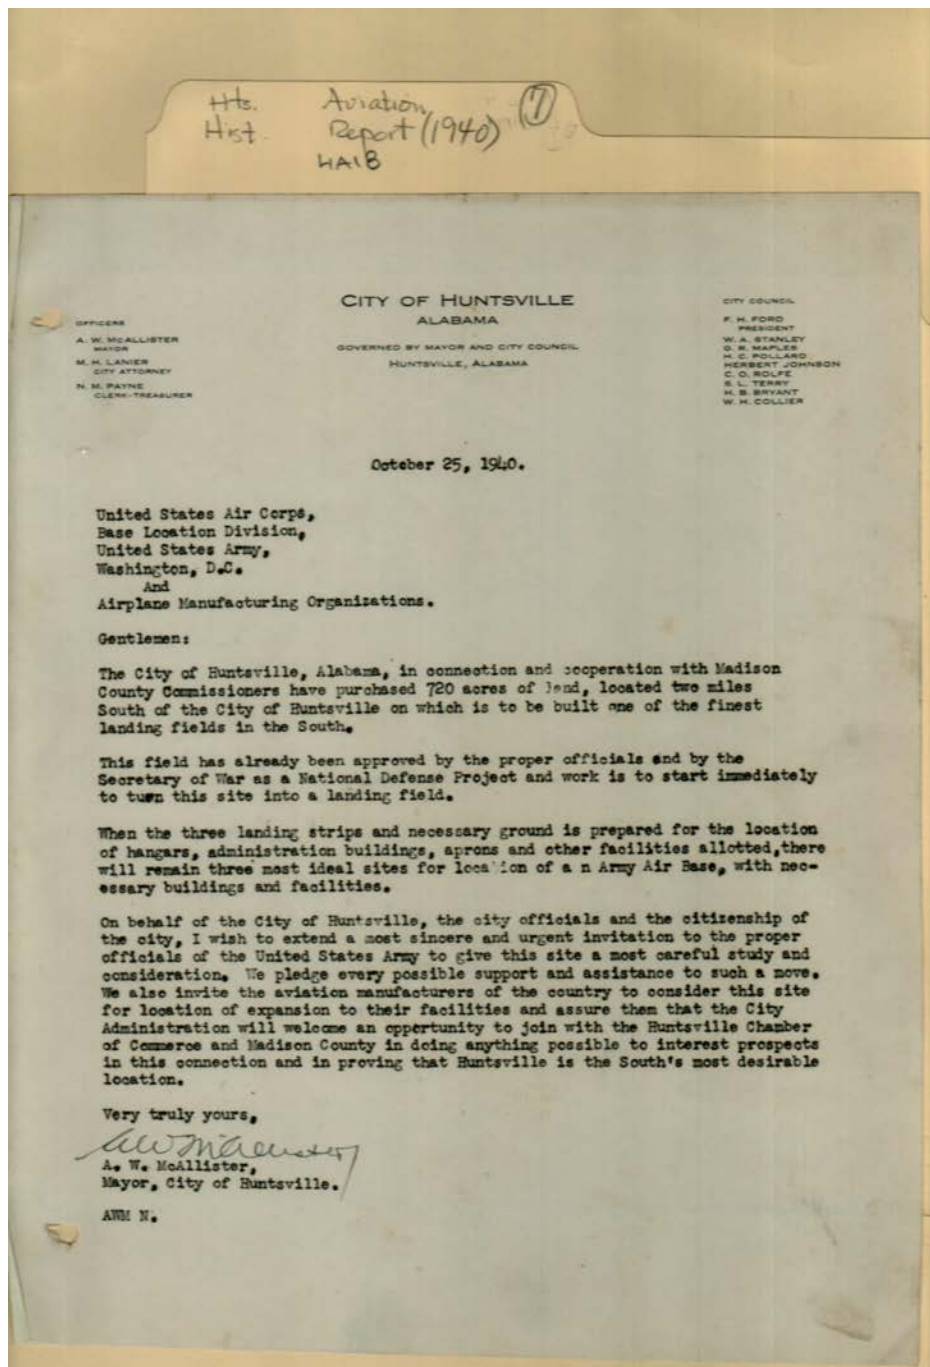 Hts. Aviation 7
Hist. Report (1940)
HAIB
CITY OF HUNTSVILLE
ALABAMA
GOVERNED BY MAYOR AND CITY COUNCIL
HUNTSVILLE, ALABAMA
OFFICERS
A. W. MCALLISTER
MAYOR
M. H. LANIER
CITY ATTORNEY
N. M. PAYNE
CLERK-TREASURER
CITY COUNCIL
F. H. FORD
PRESIDENT
W. A. STANLEY
G. R. MAPLES
H. C. POLLARD
HERBERT JOHNSON
C. O. ROLFE
S. L. TERRY
H. B. BRYANT
W. H. COLLIER
October 25, 1940.
United States Air Corps,
Base Location Division,
United States Army,
Washington, D.C.
And
Airplane Manufacturing Organizations.
Gentlemen:
The City of Huntsville, Alabama, in connection and cooperation with Madison
County Commissioners have purchased 720 acres of land, located two miles
South of the City of Huntsville on which is to be built one of the finest
landing fields in the South.
This field has already been approved by the proper officials and by the
Secretary of War as a National Defense Project and work is to start immediately
to turn this site into a landing field.
When the three landing strips and necessary ground is prepared for the location
of hangars, administration buildings, aprons and other facilities allotted,there
will remain three most ideal sites for location of a n Army Air Base, with nec-
essary buildings and facilities.
On behalf of the City of Huntsville, the city officials and the citizenship of
the city, I wish to extend a most sincere and urgent invitation to the proper
officials of the United States Army to give this site a most careful study and
consideration. We pledge every possible support and assistance to such a move.
We also invite the aviation manufacturers of the country to consider this site
for location of expansion to their facilities and assure them that the City
Administration will welcome an oppertunity to join with the Huntsville Chamber
of Commerce and Madison County in doing anything possible to interest prospects
in this connection and in proving that Huntsville is the South's most desirable
location.
Very truly yours,
A W McAllister
A. W. McAllister,
Mayor, City of Huntsville.
AWM N.